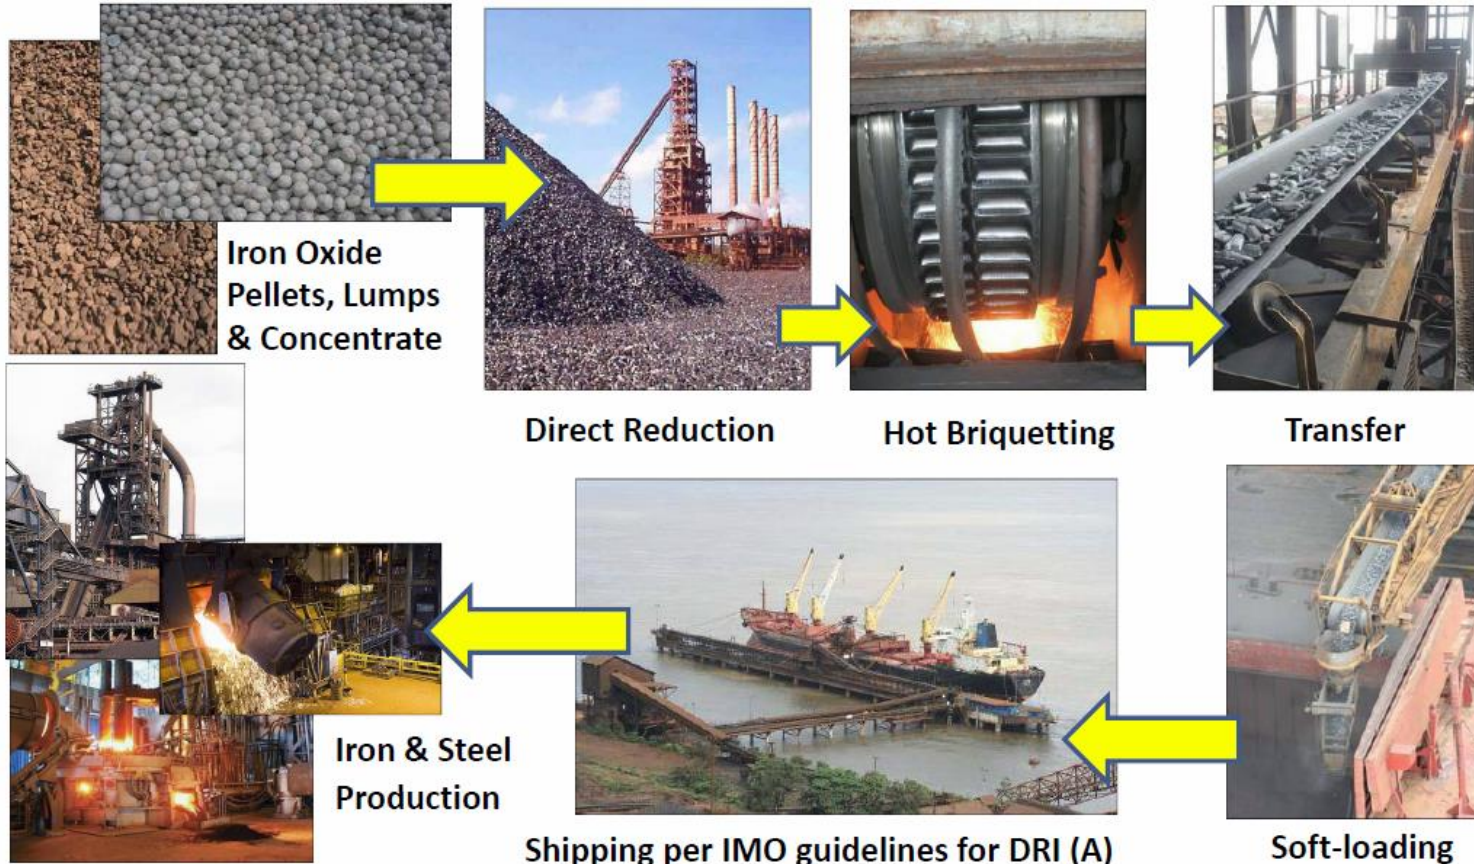 Iron Oxide
Pellets, Lumps
& Concentrate
Direct Reduction
Hot Briquetting
Transfer
Iron & Steel
Production
Shipping per IMO guidelines for DRI (A)
Soft-loading